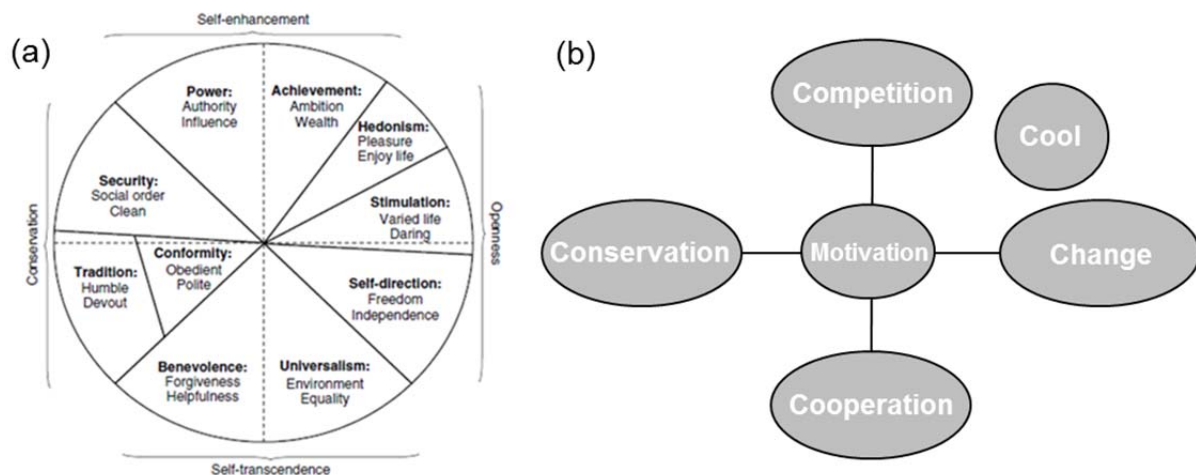 (a)
Self-enhancement
Power:
Authority
Influence
Achievement:
Ambition
Wealth
Hedonism:
Pleasure
Enjoy life
Stimulation:
Varied life
Daring
Self-direction:
Freedom
Independence
Universalism:
Environment
Equality
Benevolence:
Forgiveness
Helpfulness
Conformity:
Obedient
Polite
Tradition:
Humble
Devout
Security:
Social order
Clean
Conservation
Openness
Self-transcendence
(b)
Competition
Cool
Conservation
Motivation
Change
Cooperation